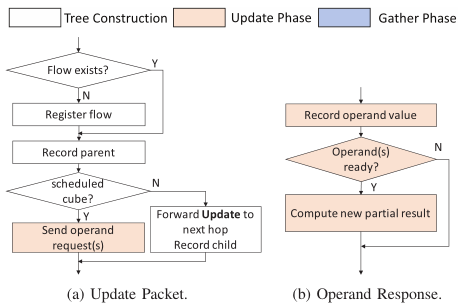 Tree Construction
Update Phase
Gather Phase
Flow exists?
Y
N
Register flow
Record parent
scheduled
cube?
N
Y
Send operand
request(s)
Forward Update to
next hop
Record child
(a) Update Packet.
Record operand value
Operand(s)
ready?
N
Y
Compute new partial result
(b) Operand Response.